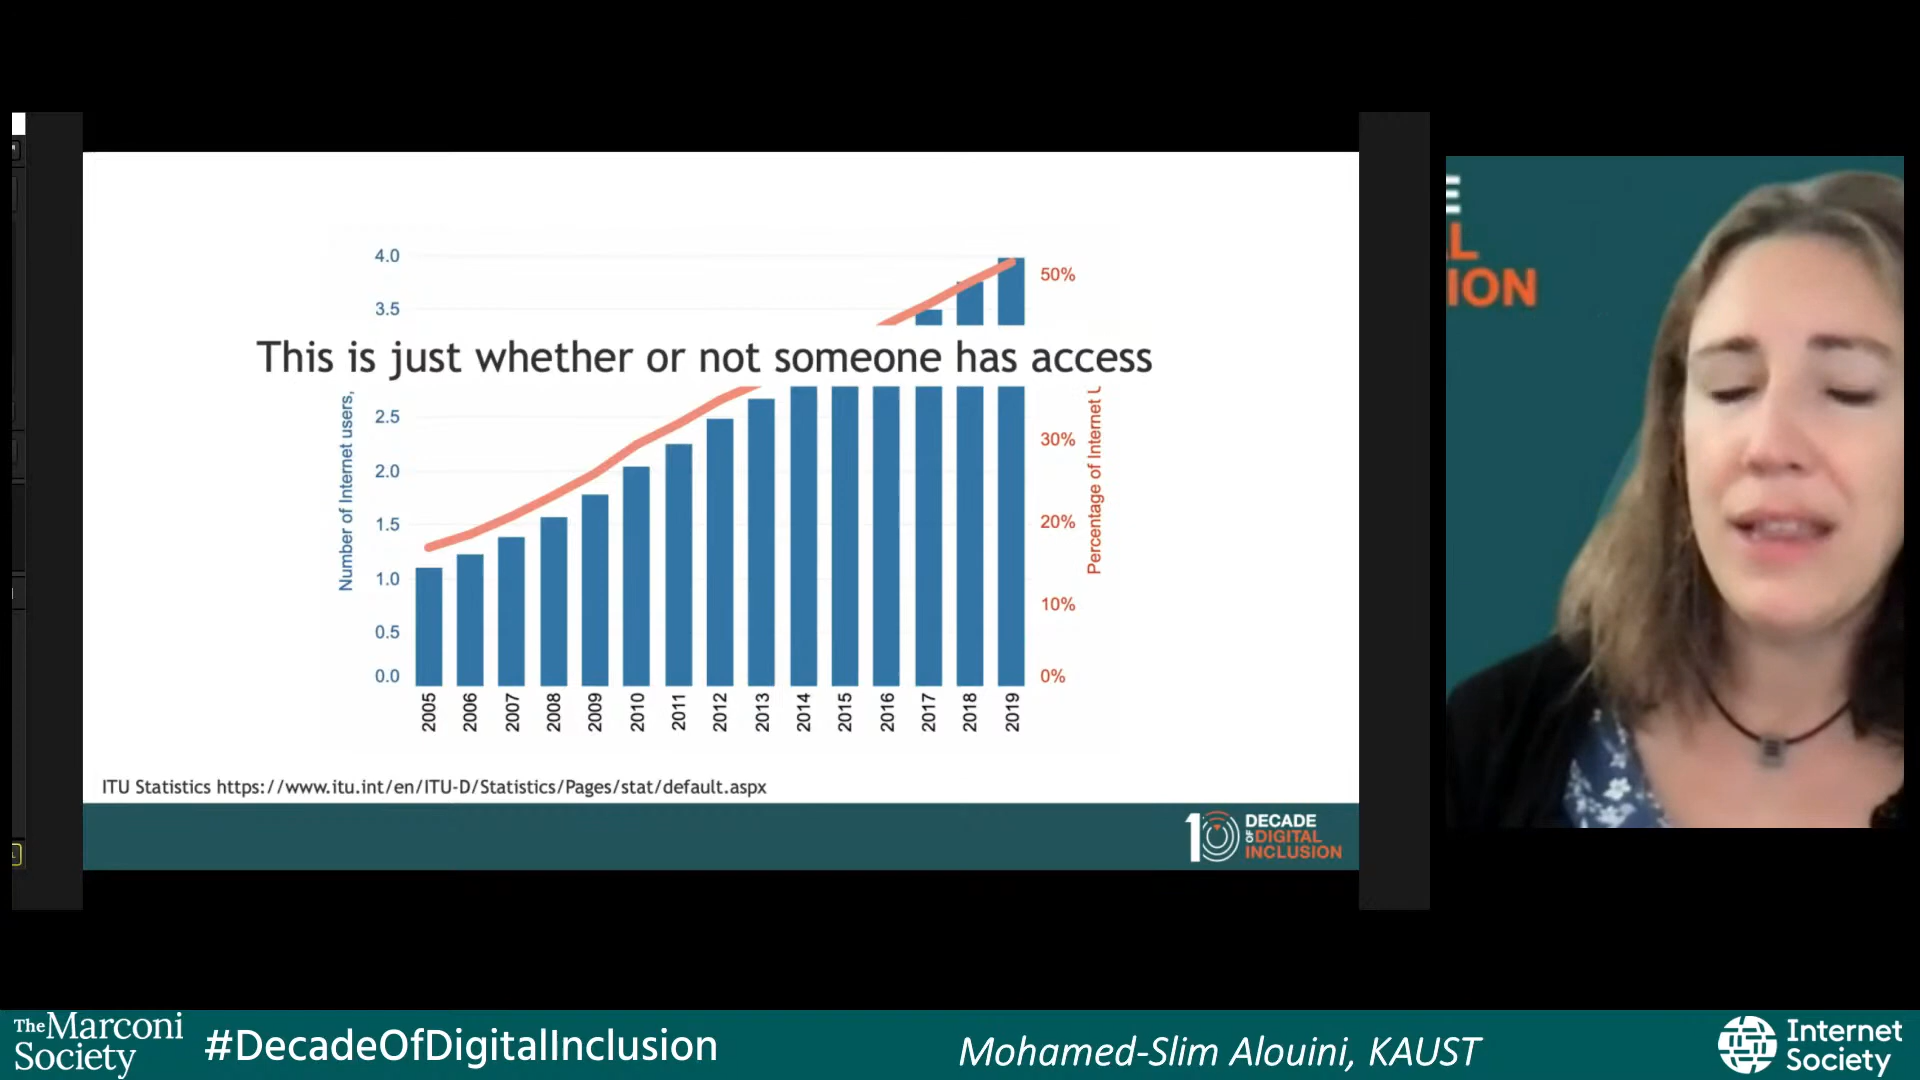 4.0
50%
3.5
This is just whether or not someone has access
Number of Internet users,
2.5
2.0
1.5
1.0
0.5
0.0
30%
20%
10%
0%
Percentage of Internet
2005 2006 2007 2008 2009 2010 2011 2012 2013 2014 2015 2016 2017 2018 2019
ITU Statistics https://www.itu.int/en/ITU-D/Statistics/Pages/stat/default.aspx
10 DECADE
OF DIGITAL
INCLUSION
L
ION
The Marconi
Society
#DecadeOfDigitalInclusion
Mohamed-Slim Alouini, KAUST
Internet
Society